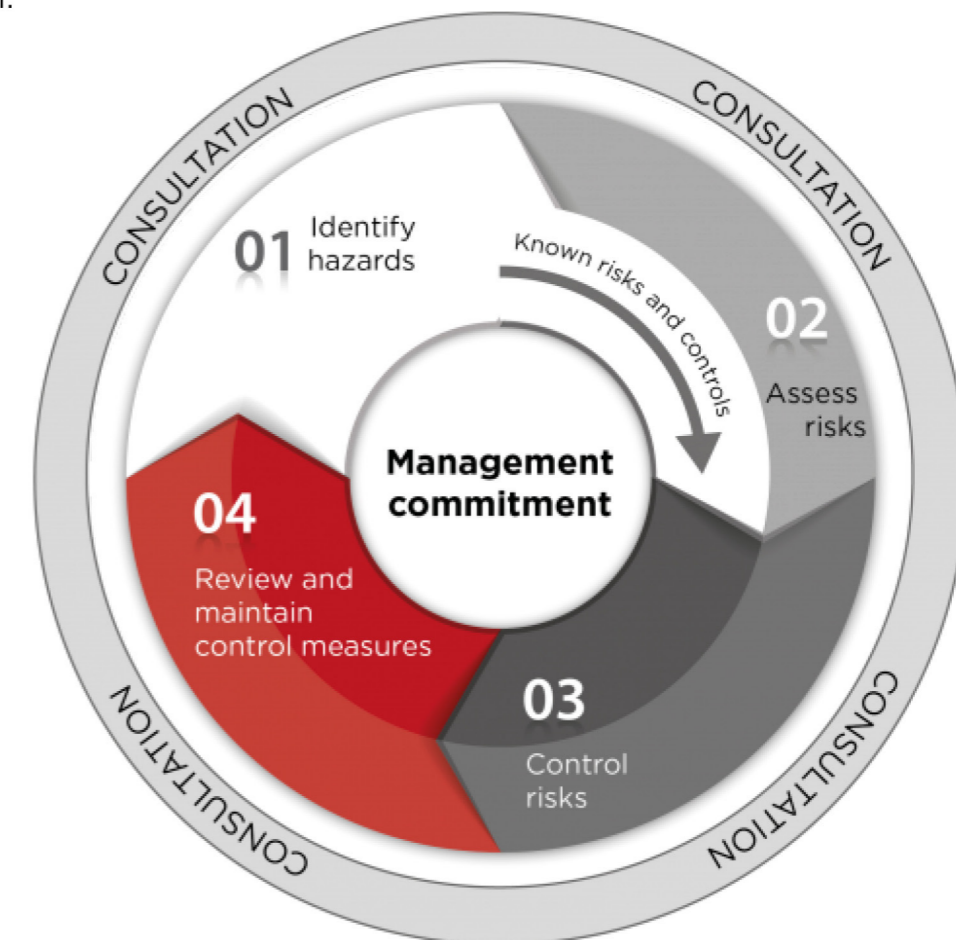 CONSULTATION
CONSULTATION
01 Identify
hazards
Known risks and controls
02
Assess
risks
Management
commitment
04
Review and
maintain
control measures
03
Control
risks
CONSULTATION
CONSULTATION